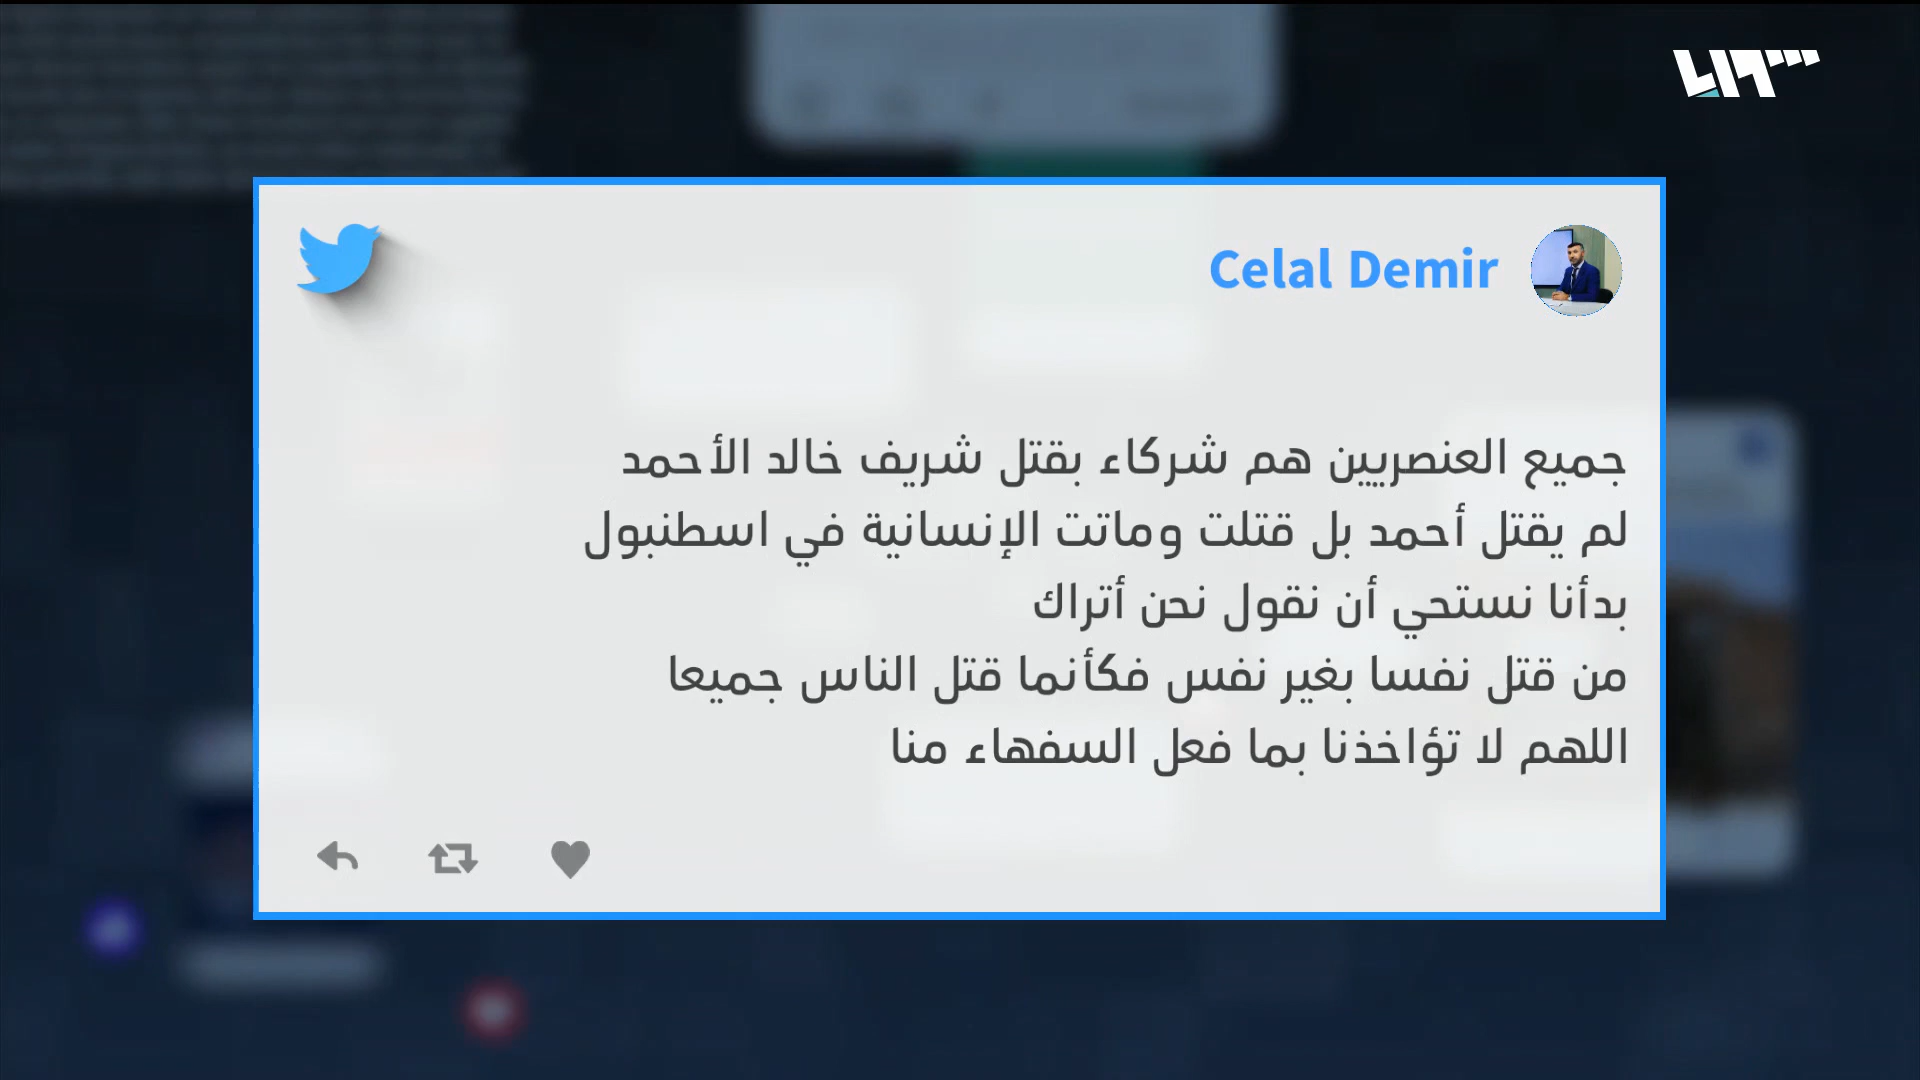 Celal Demir
جميع العنصريين هم شركاء بقتل شريف خالد الأحمد
لم يقتل أحمد بل قتلت وماتت الإنسانية في اسطنبول
بدأنا نستحي أن نقول نحن أتراك
من قتل نفسا بغير نفس فكأنما قتل الناس جميعا
اللهم لا تؤاخذنا بما فعل السفهاء منا